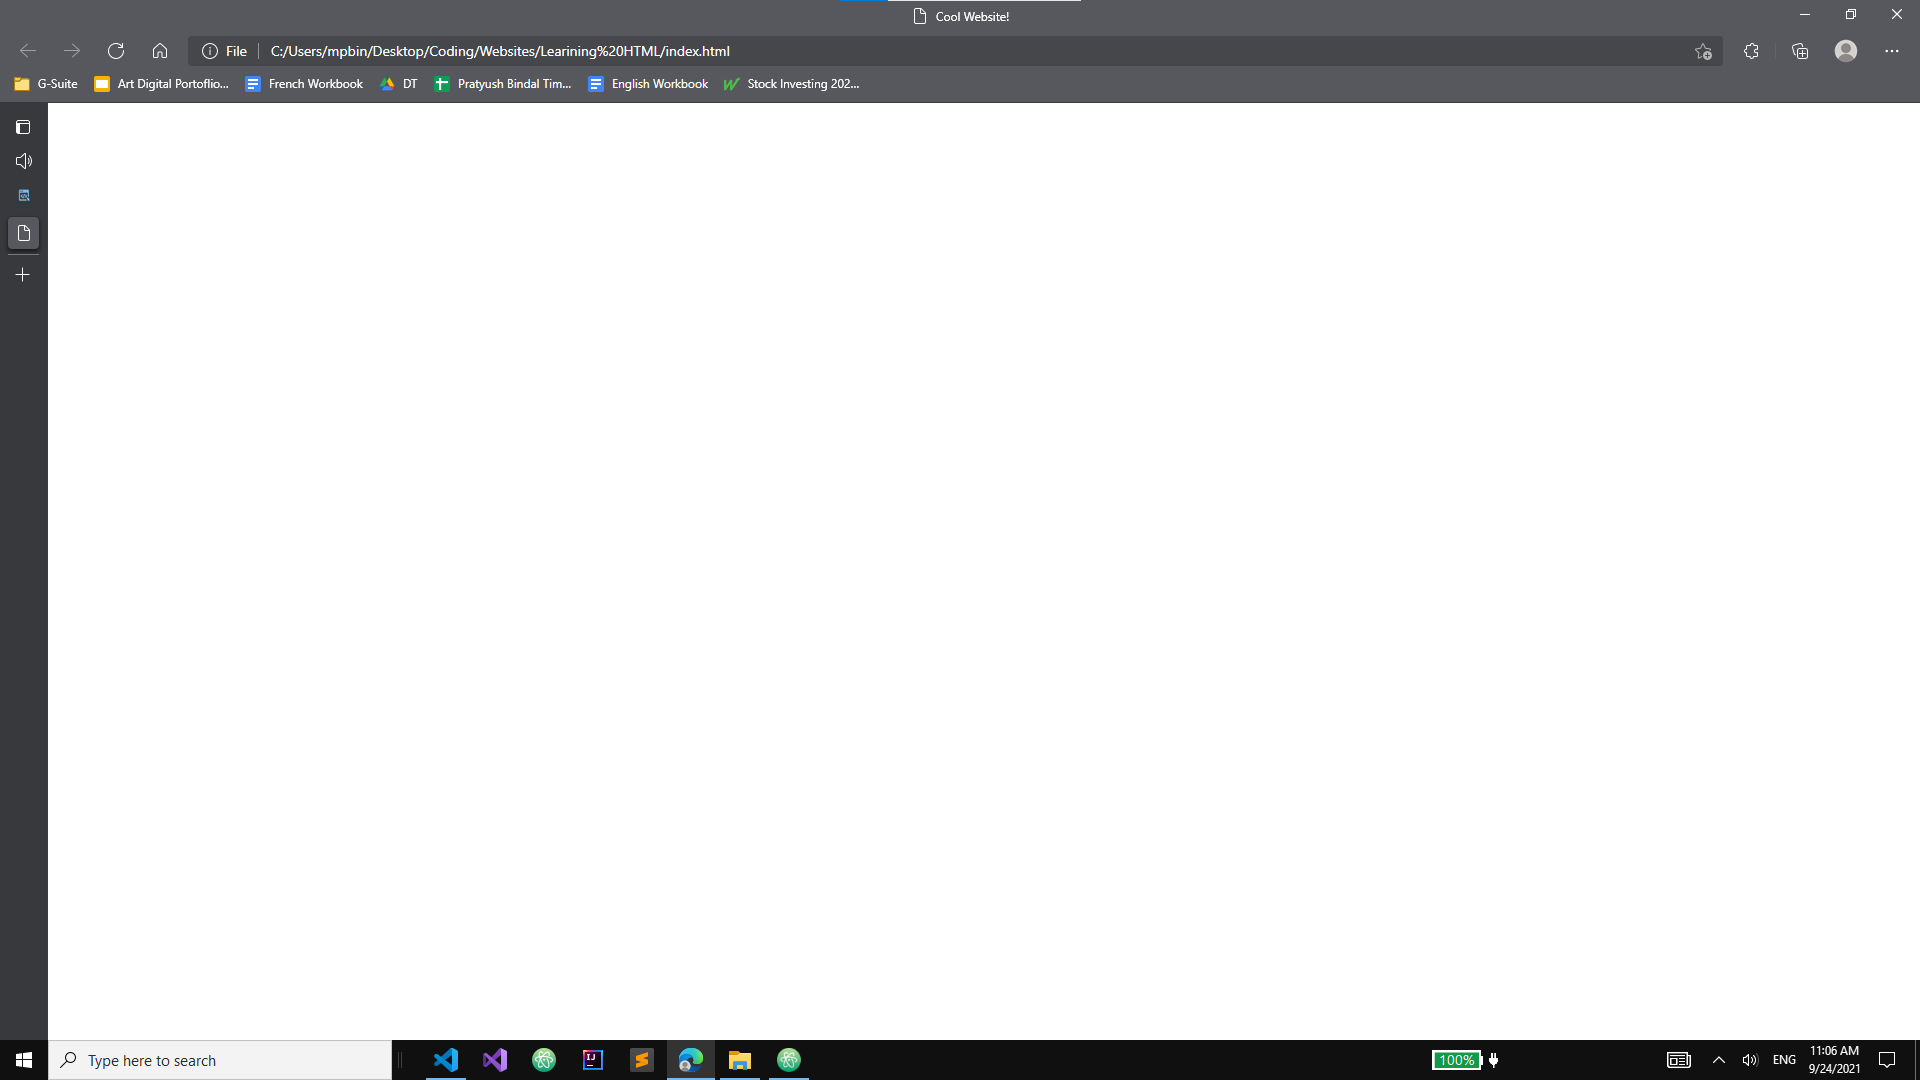 Cool Website!
File C:/Users/mpbin/Desktop/Coding/Websites/Learining%20HTML/index.html
G-Suite Art Digital Portoflio... French Workbook DT Pratyush Bindal Tim... English Workbook Stock Investing 202...
Type here to search IJ 100% ENG 11:06 AM
9/24/2021